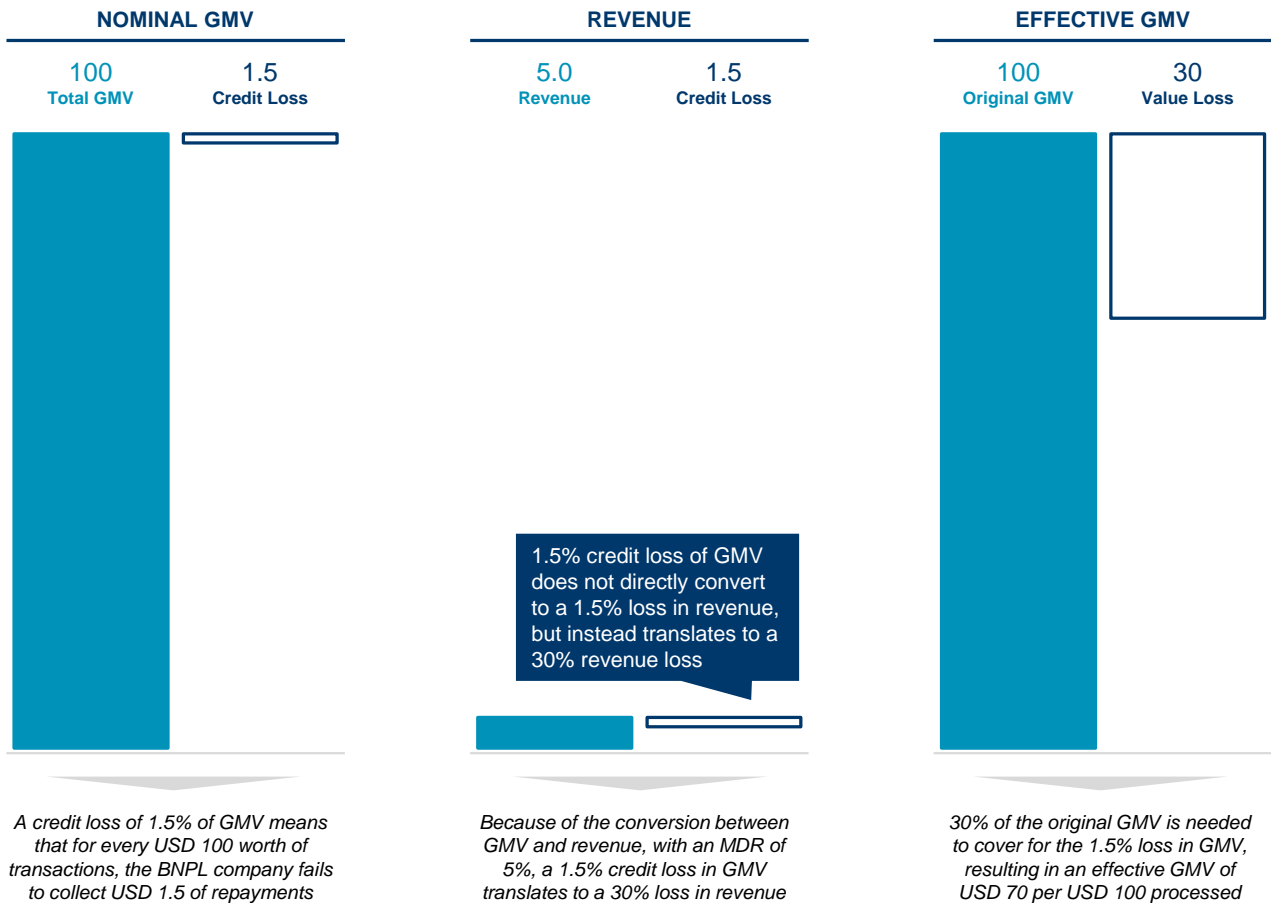 NOMINAL GMV
100
Total GMV
1.5
Credit Loss
A credit loss of 1.5% of GMV means
that for every USD 100 worth of
transactions, the BNPL company fails
to collect USD 1.5 of repayments
REVENUE
5.0
Revenue
1.5
Credit Loss
1.5% credit loss of GMV
does not directly convert
to a 1.5% loss in revenue,
but instead translates to a
30% revenue loss
Because of the conversion between
GMV and revenue, with an MDR of
5%, a 1.5% credit loss in GMV
translates to a 30% loss in revenue
EFFECTIVE GMV
100
Original GMV
30
Value Loss
30% of the original GMV is needed
to cover for the 1.5% loss in GMV,
resulting in an effective GMV of
USD 70 per USD 100 processed